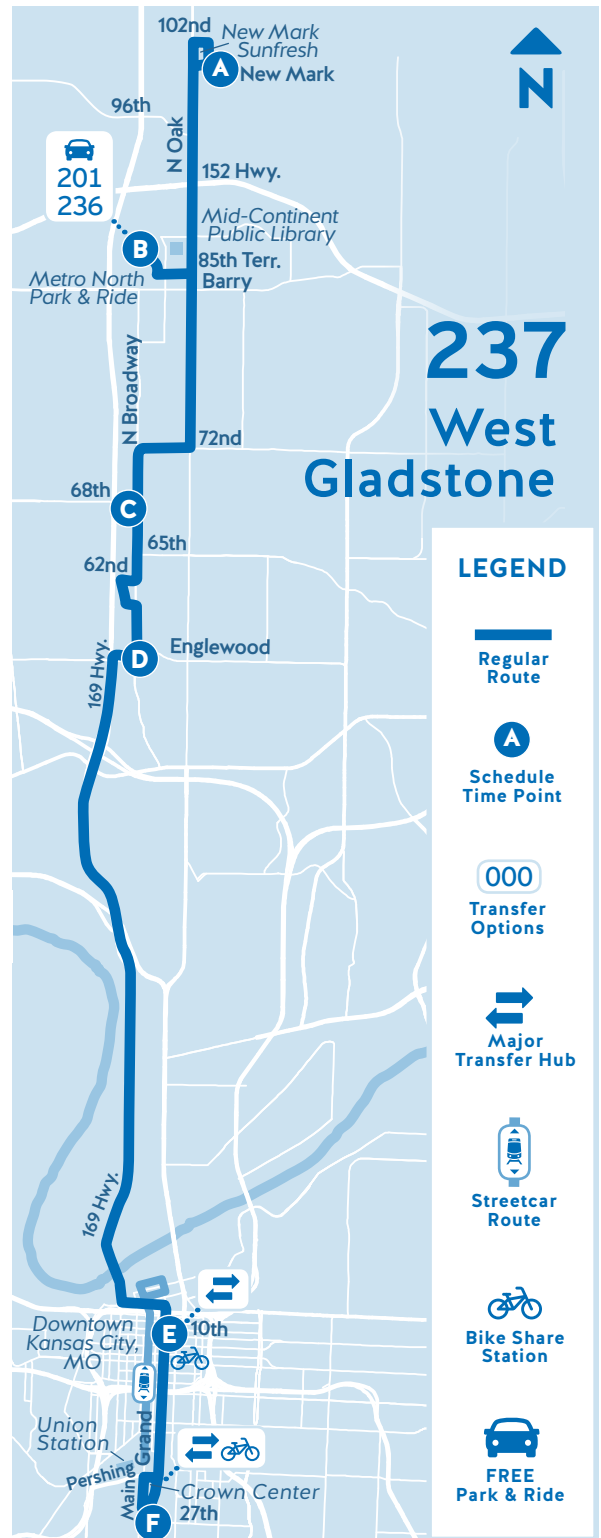 102nd
New Mark
Sunfresh
A
New Mark
N
96th
N Oak
201
236
152 Hwy.
Mid-Continent
Public Library
B
85th Terr.
Barry
Metro North
Park & Ride
237
West
Gladstone
N Broadway
72nd
68th
C
65th
62nd
Englewood
D
169 Hwy.
LEGEND
Regular
Route
A
Schedule
Time Point
000
Transfer
Options
Major
Transfer Hub
Streetcar
Route
Bike Share
Station
FREE
Park & Ride
169 Hwy.
Downtown
Kansas City,
MO
E
10th
Union
Station
Grand
Pershing
Main
Crown Center
27th
F